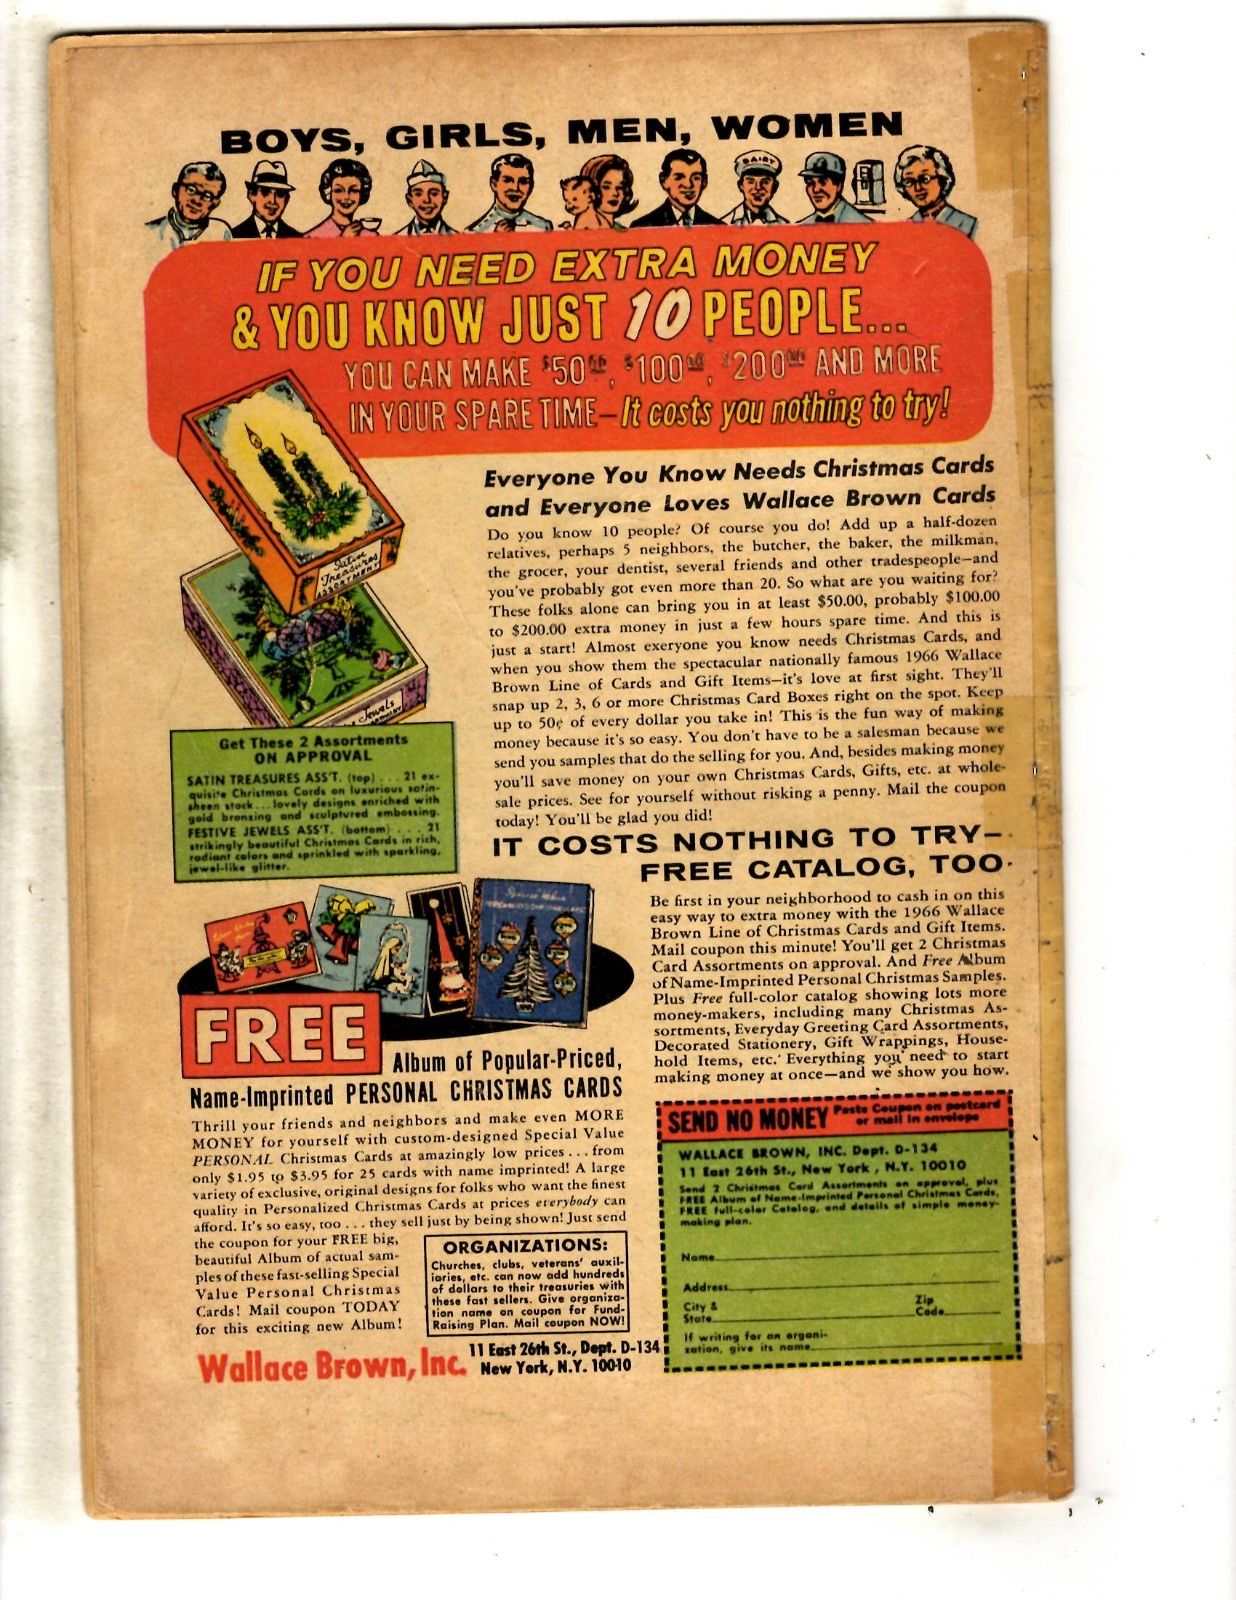 BOYS, GIRLS, MEN, WOMEN
DAIRY
IF YOU NEED EXTRA MONEY
& YOU KNOW JUST 10 PEOPLE...
YOU CAN MAKE $50.00, $100.00, $200.00 AND MORE
IN YOUR SPARE TIME—It costs you nothing to try!
Satin
Treasures
ASSORTMENT
Jewels
Everyone You Know Needs Christmas Cards
and Everyone Loves Wallace Brown Cards
Do you know 10 people? Of course you do! Add up a half-dozen
relatives, perhaps 5 neighbors, the butcher, the baker, the milkman,
the grocer, your dentist, several friends and other tradespeople—and
you've probably got even more than 20. So what are you waiting for?
These folks alone can bring you in at least $50.00, probably $100.00
to $200.00 extra money in just a few hours spare time. And this is
just a start! Almost exeryone you know needs Christmas Cards, and
when you show them the spectacular nationally famous 1966 Wallace
Brown Line of Cards and Gift Items—it's love at first sight. They'll
snap up 2, 3, 6 or more Christmas Card Boxes right on the spot. Keep
up to 50¢ of every dollar you take in! This is the fun way of making
money because it's so easy. You don't have to be a salesman because we
send you samples that do the selling for you. And, besides making money
you'll save money on your own Christmas Cards, Gifts, etc. at whole-
sale prices. See for yourself without risking a penny. Mail the coupon
today! You'll be glad you did!
Get These 2 Assortments
ON APPROVAL
SATIN TREASURES ASS'T. (top) . . . 21 ex-
quisite Christmas Cards on luxurious satin-
sheen stock...lovely designs enriched with
gold bronzing and sculptured embossing.
FESTIVE JEWELS ASS'T. (bottom) . . . . 21
strikingly beautiful Christmas Cards in rich,
radiant colors and sprinkled with sparkling,
jewel-like glitter.
IT COSTS NOTHING TO TRY—
FREE CATALOG, TOO
Be first in your neighborhood to cash in on this
easy way to extra money with the 1966 Wallace
Brown Line of Christmas Cards and Gift Items.
Mail coupon this minute! You'll get 2 Christmas
Card Assortments on approval. And Free Album
of Name-Imprinted Personal Christmas Samples.
Plus Free full-color catalog showing lots more
money-makers, including many Christmas As-
sortments, Everyday Greeting Card Assortments,
Decorated Stationery, Gift Wrappings, House-
hold Items, etc. Everything you need to start
making money at once—and we show you how.
FREE
Album of Popular-Priced,
Name-Imprinted PERSONAL CHRISTMAS CARDS
Thrill your friends and neighbors and make even MORE
MONEY for yourself with custom-designed Special Value
PERSONAL Christmas Cards at amazingly low prices . . . from
only $1.95 to $3.95 for 25 cards with name imprinted! A large
variety of exclusive, original designs for folks who want the finest
quality in Personalized Christmas Cards at prices everybody can
afford. It's so easy, too . . . they sell just by being shown! Just send
the coupon for your FREE big,
beautiful Album of actual sam-
ples of these fast-selling Special
Value Personal Christmas
Cards! Mail coupon TODAY
for this exciting new Album!
ORGANIZATIONS:
Churches, clubs, veterans' auxil-
iaries, etc. can now add hundreds
of dollars to their treasuries with
these fast sellers. Give organiza-
tion name on coupon for Fund-
Raising Plan. Mail coupon NOW!
Wallace Brown, Inc.
11 East 26th St., Dept. D-134
New York, N.Y. 10010
SEND NO MONEY Paste Coupon on postcard
or mail in envelope
WALLACE BROWN, INC. Dept. D-134
11 East 26th St., New York , N.Y. 10010
Send 2 Christmas Card Assortments on approval, plus
FREE Album of Name-Imprinted Personal Christmas Cards,
FREE full-color Catalog, and details of simple money-
making plan.
Name
Address
City &
State
Zip
Code
If writing for an organi-
zation, give its name